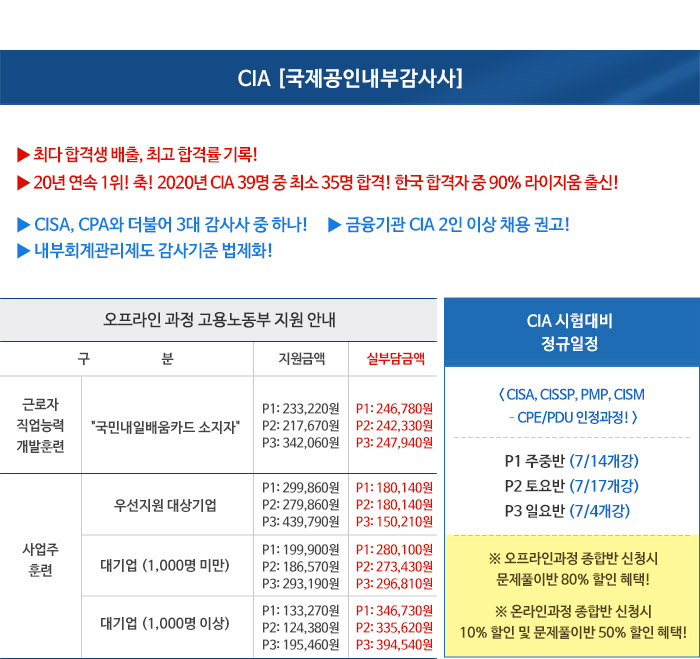 CIA [국제공인내부감사사]
▶ 최다 합격생 배출, 최고 합격률 기록!
▶ 20년 연속 1위! 축! 2020년 CIA 39명 중 최소 35명 합격! 한국 합격자 중 90% 라이지움 출신!
▶ CISA, CPA와 더불어 3대 감사사 중 하나! ▶ 금융기관 CIA 2인 이상 채용 권고!
▶ 내부회계관리제도 감사기준 법제화!
오프라인 과정 고용노동부 지원 안내
구 분 지원금액 실부담금액
근로자
직업능력
개발훈련
"국민내일배움카드 소지자"
P1: 233,220원 P1: 246,780원
P2: 217,670원 P2: 242,330원
P3: 342,060원 P3: 247,940원
사업주
훈련
우선지원 대상기업
P1: 299,860원 P1: 180,140원
P2: 279,860원 P2: 180,140원
P3: 439,790원 P3: 150,210원
대기업 (1,000명 미만)
P1: 199,900원 P1: 280,100원
P2: 186,570원 P2: 273,430원
P3: 293,190원 P3: 296,810원
대기업 (1,000명 이상)
P1: 133,270원 P1: 346,730원
P2: 124,380원 P2: 335,620원
P3: 195,460원 P3: 394,540원
CIA 시험대비
정규일정
< CISA, CISSP, PMP, CISM
- CPE/PDU 인정과정! >
P1 주중반 (7/14개강)
P2 토요반 (7/17개강)
P3 일요반 (7/4개강)
※ 오프라인과정 종합반 신청시
문제풀이반 80% 할인 혜택!
※ 온라인과정 종합반 신청시
10% 할인 및 문제풀이반 50% 할인 혜택!